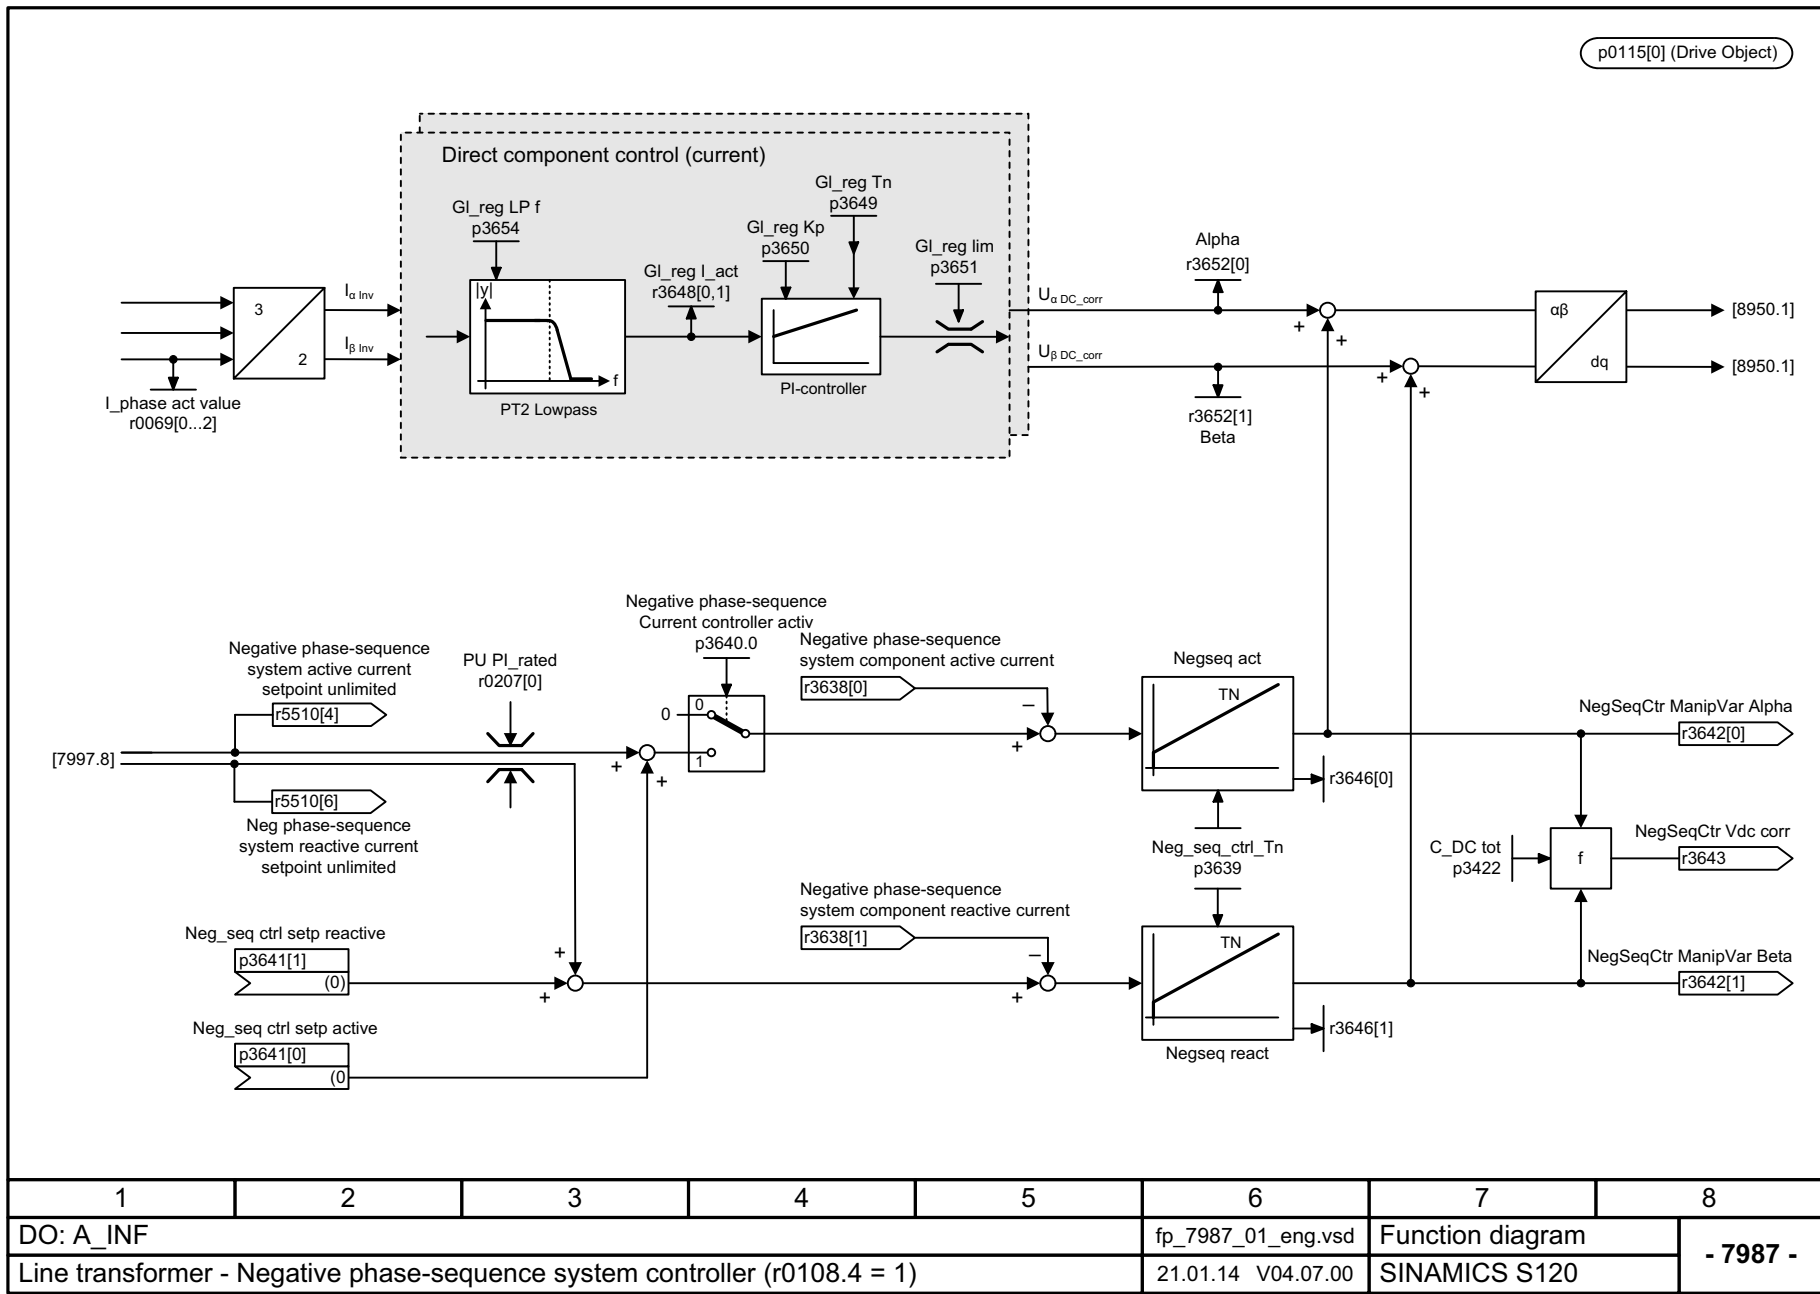 p0115[0] (Drive Object)
Direct component control (current)
Gl_reg LP f
p3654
Gl_reg Tn
p3649
Gl_reg Kp
p3650
Gl_reg lim
p3651
Gl_reg I_act
r3648[0,1]
|y|
f
PT2 Lowpass
PI-controller
3
2
Iα Inv
Iβ Inv
I_phase act value
r0069[0...2]
Uα DC_corr
Uβ DC_corr
Alpha
r3652[0]
r3652[1]
Beta
+
+
+
+
αβ
dq
[8950.1]
[8950.1]
Negative phase-sequence
Current controller activ
p3640.0
Negative phase-sequence
system active current
setpoint unlimited
r5510[4]
PU PI_rated
r0207[0]
[7997.8]
r5510[6]
Neg phase-sequence
system reactive current
setpoint unlimited
+
+
0
0
1
Negative phase-sequence
system component active current
r3638[0]
–
+
Negseq act
TN
r3646[0]
Neg_seq_ctrl_Tn
p3639
NegSeqCtr ManipVar Alpha
r3642[0]
C_DC tot
p3422
f
NegSeqCtr Vdc corr
r3643
Negative phase-sequence
system component reactive current
r3638[1]
–
+
TN
Negseq react
r3646[1]
NegSeqCtr ManipVar Beta
r3642[1]
Neg_seq ctrl setp reactive
p3641[1]
(0)
+
+
Neg_seq ctrl setp active
p3641[0]
(0
1 2 3 4 5 6 7 8
DO: A_INF
fp_7987_01_eng.vsd
Function diagram
- 7987 -
Line transformer - Negative phase-sequence system controller (r0108.4 = 1)
21.01.14 V04.07.00
SINAMICS S120